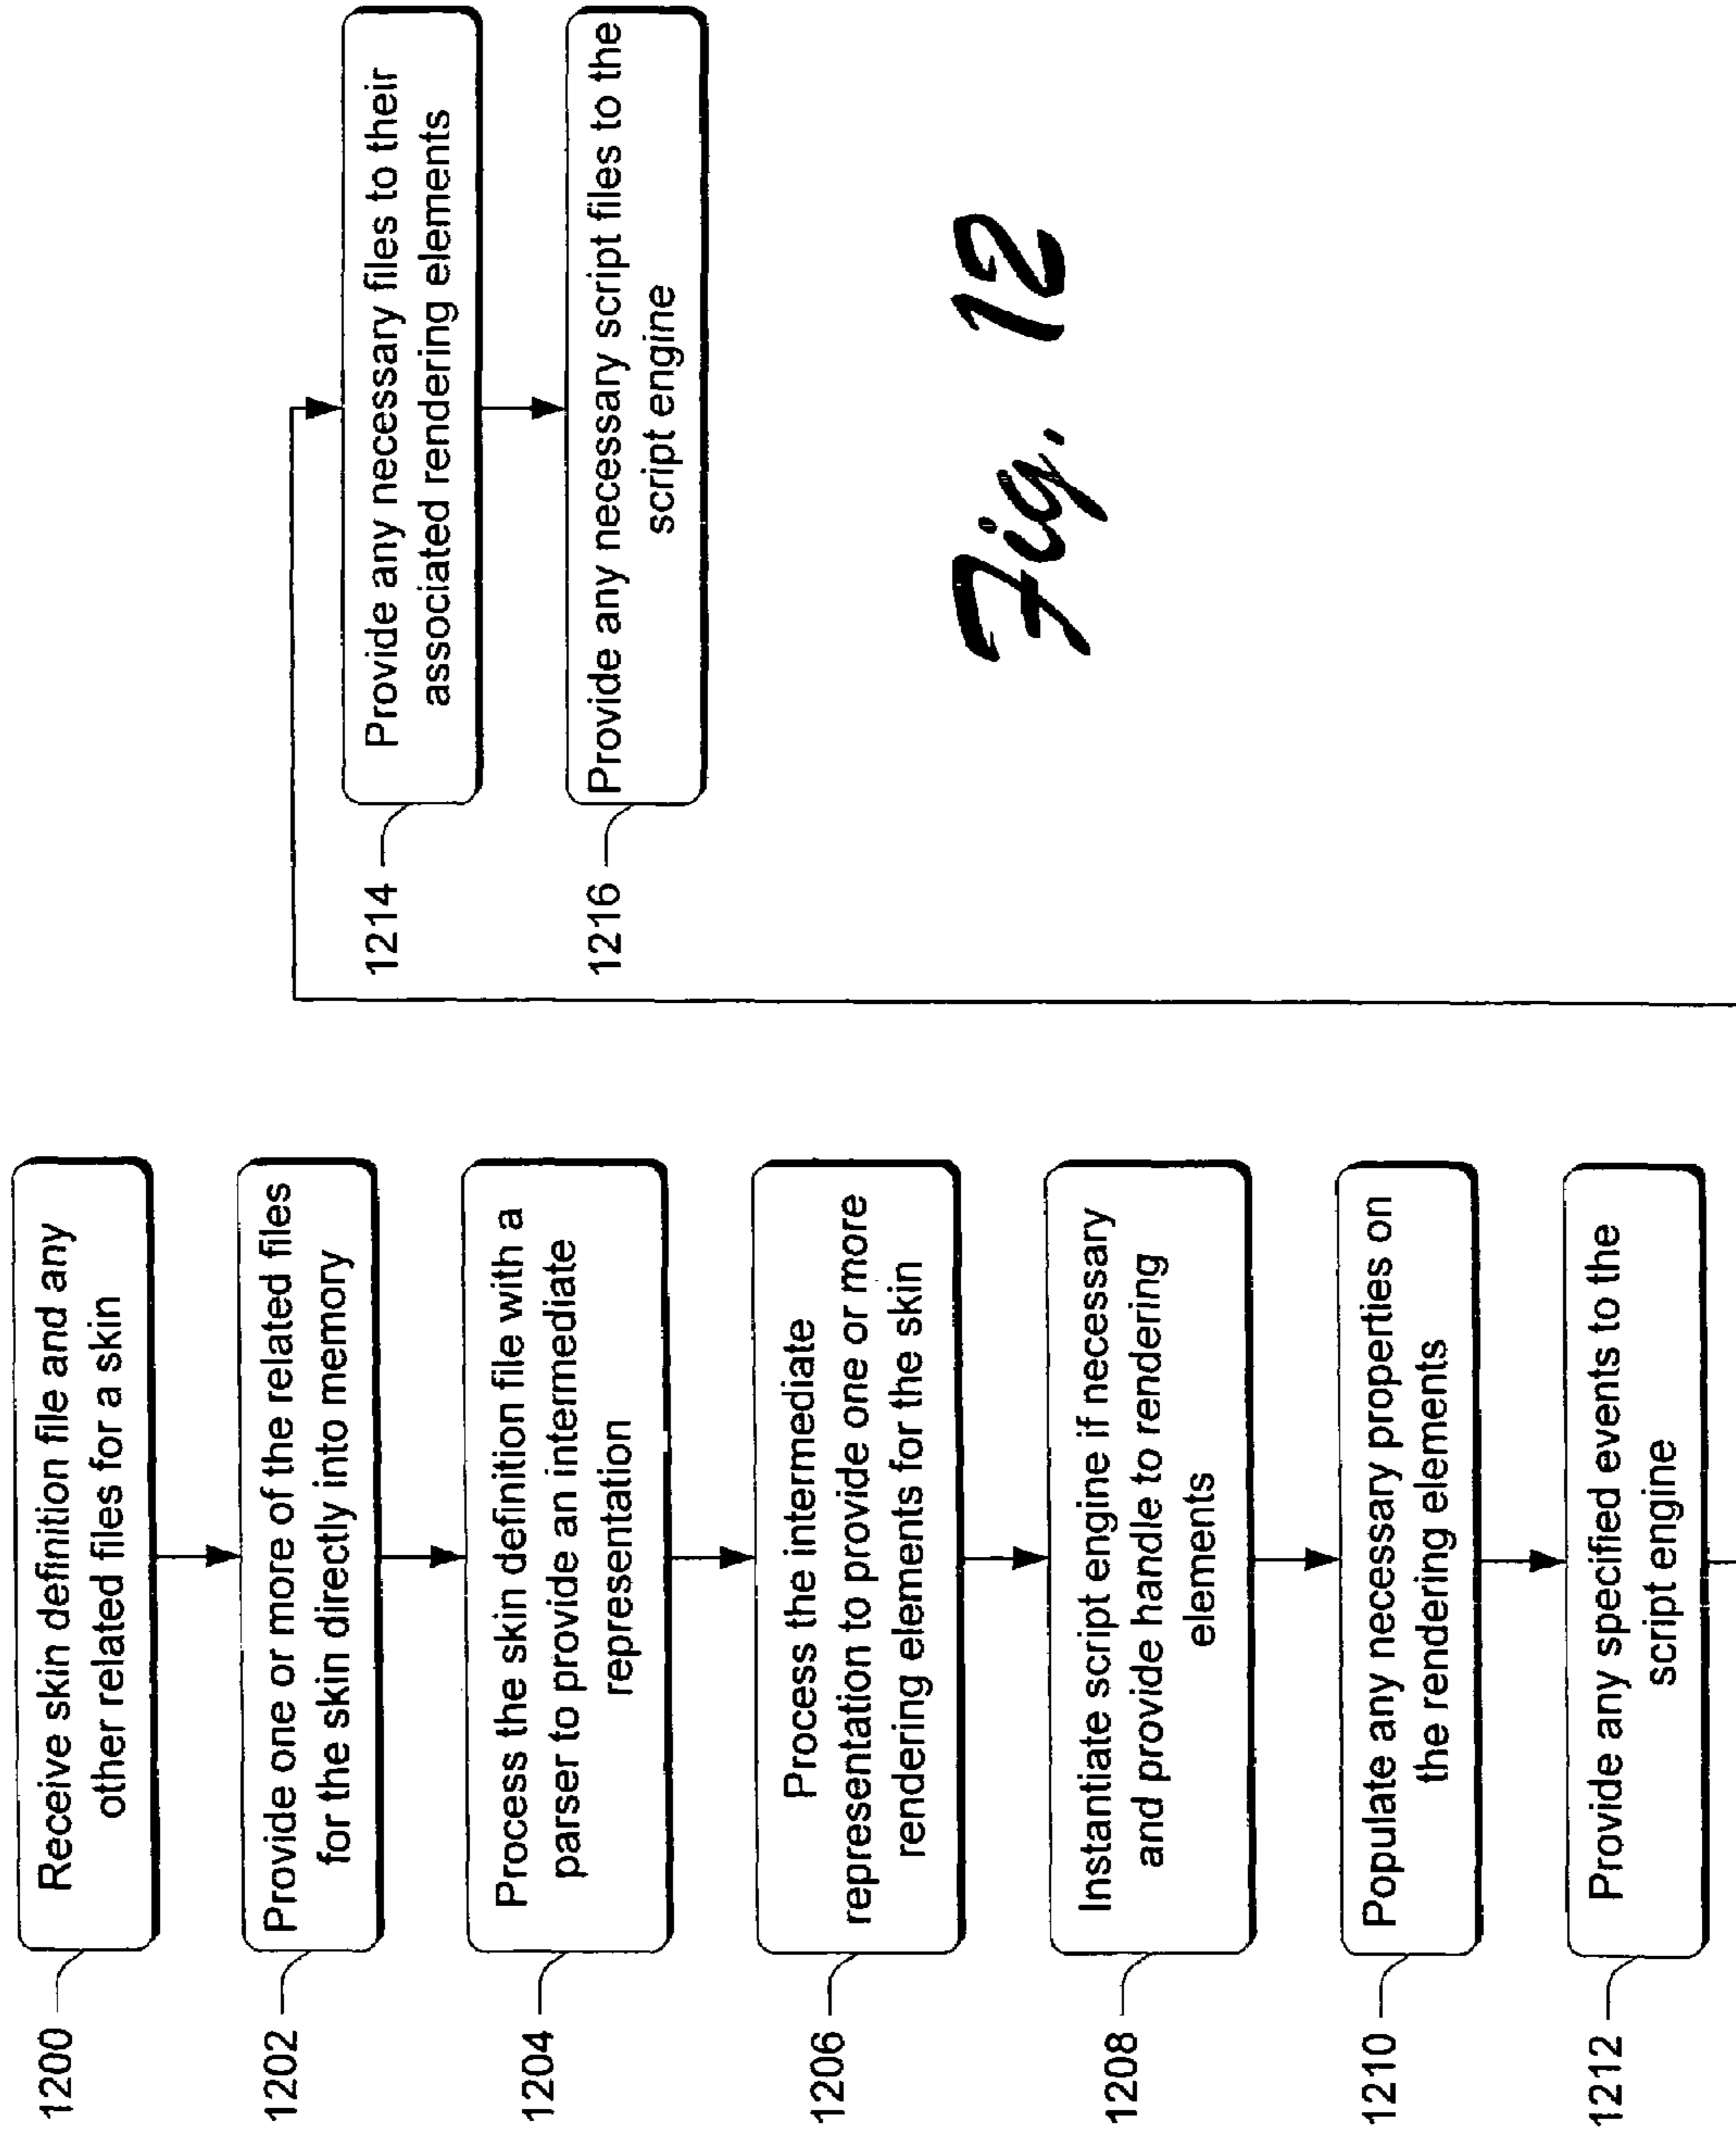 1200
Receive skin definition file and any
other related files for a skin
1202
Provide one or more of the related files
for the skin directly into memory
1204
Process the skin definition file with a
parser to provide an intermediate
representation
1206
Process the intermediate
representation to provide one or more
rendering elements for the skin
1208
Instantiate script engine if necessary
and provide handle to rendering
elements
1210
Populate any necessary properties on
the rendering elements
1212
Provide any specified events to the
script engine
1214
Provide any necessary files to their
associated rendering elements
1216
Provide any necessary script files to the
script engine
Fig. 12